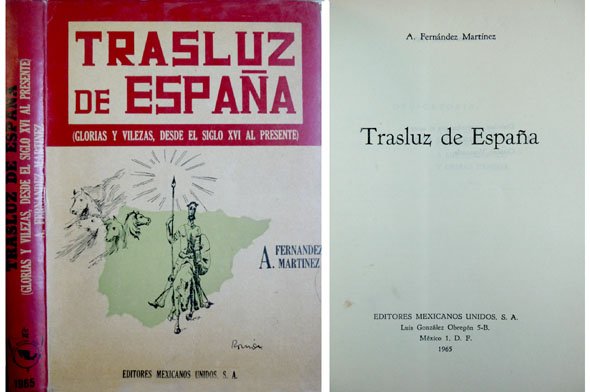 TRASLUZ DE ESPAÑA
(GLORIAS Y VILEZAS, DESDE EL SIGLO XVI AL PRESENTE)
A. FERNANDEZ MARTINEZ
1965
TRASLUZ
DE ESPAÑA
(GLORIAS Y VILEZAS, DESDE EL SIGLO XVI AL PRESENTE)
A. FERNANDEZ
MARTINEZ
EDITORES MEXICANOS UNIDOS, S. A.
A. Fernández Martínez
Trasluz de España
EDITORES MEXICANOS UNIDOS, S. A.
Luis González Obregón 5-B.
México 1, D. F.
1965